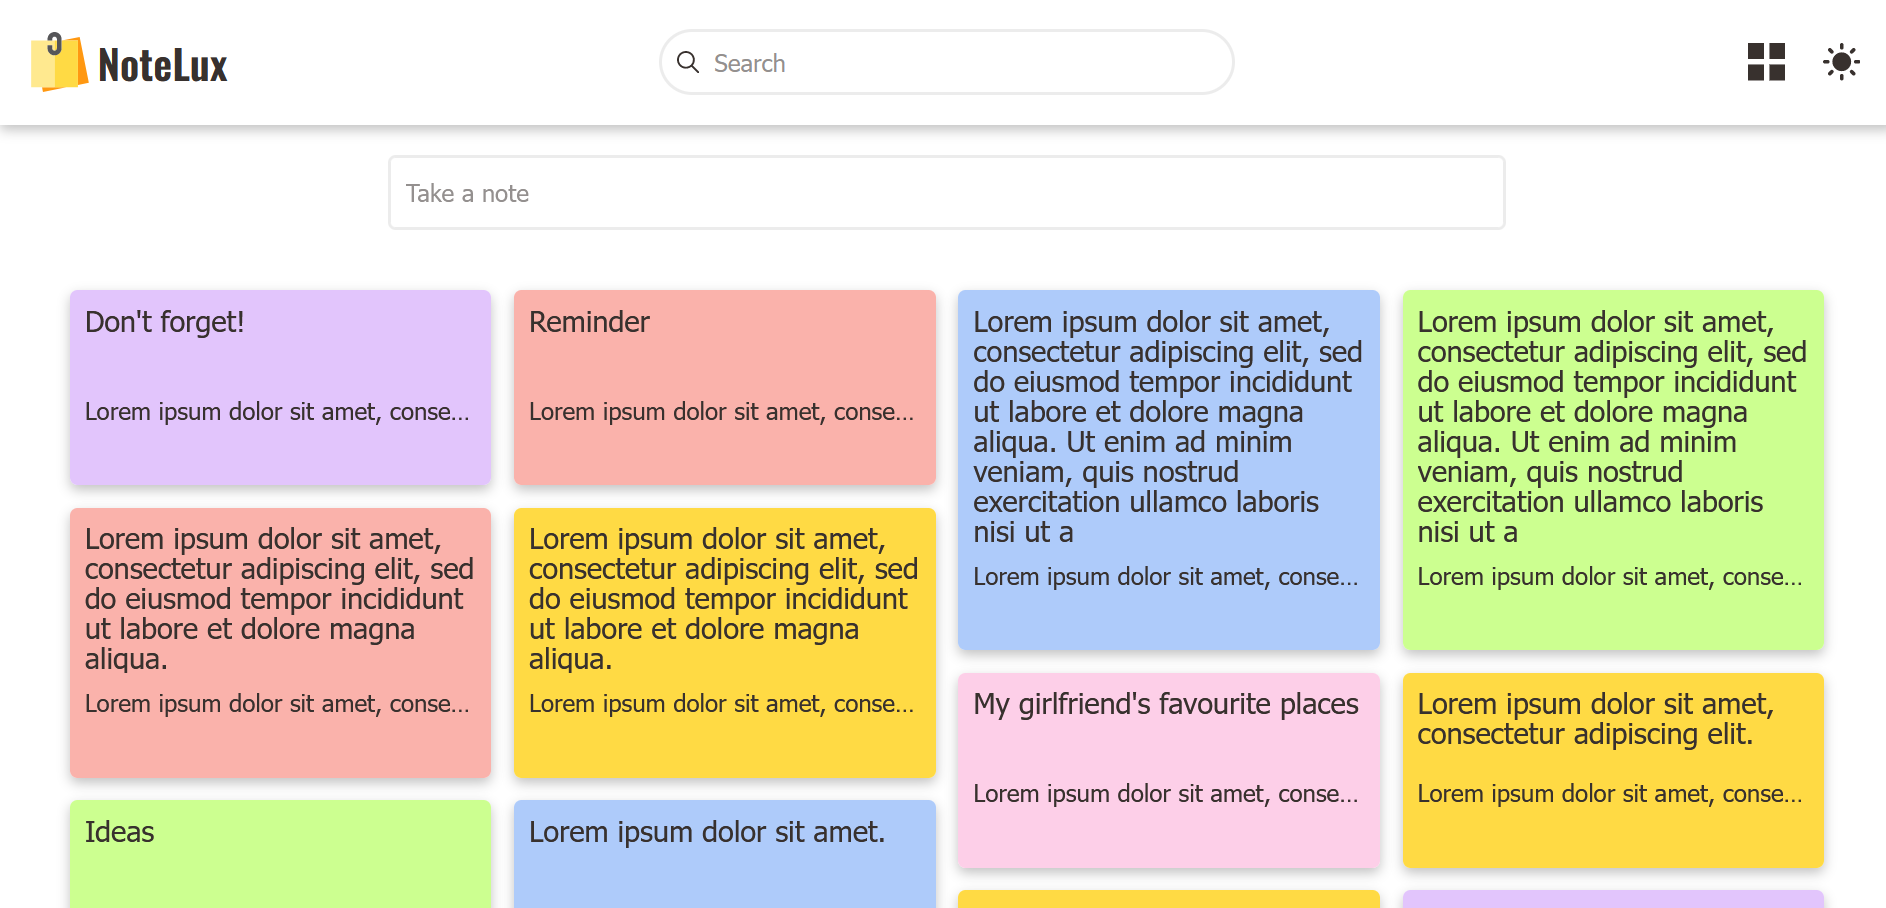 NoteLux
Search
Take a note
Don't forget!
Lorem ipsum dolor sit amet, conse...
Reminder
Lorem ipsum dolor sit amet, conse...
Lorem ipsum dolor sit amet,
consectetur adipiscing elit, sed
do eiusmod tempor incididunt
ut labore et dolore magna
aliqua. Ut enim ad minim
veniam, quis nostrud
exercitation ullamco laboris
nisi ut a
Lorem ipsum dolor sit amet, conse...
Lorem ipsum dolor sit amet,
consectetur adipiscing elit, sed
do eiusmod tempor incididunt
ut labore et dolore magna
aliqua. Ut enim ad minim
veniam, quis nostrud
exercitation ullamco laboris
nisi ut a
Lorem ipsum dolor sit amet, conse...
Lorem ipsum dolor sit amet,
consectetur adipiscing elit, sed
do eiusmod tempor incididunt
ut labore et dolore magna
aliqua.
Lorem ipsum dolor sit amet, conse...
Lorem ipsum dolor sit amet,
consectetur adipiscing elit, sed
do eiusmod tempor incididunt
ut labore et dolore magna
aliqua.
Lorem ipsum dolor sit amet, conse...
My girlfriend's favourite places
Lorem ipsum dolor sit amet, conse...
Lorem ipsum dolor sit amet,
consectetur adipiscing elit.
Lorem ipsum dolor sit amet, conse...
Ideas
Lorem ipsum dolor sit amet.